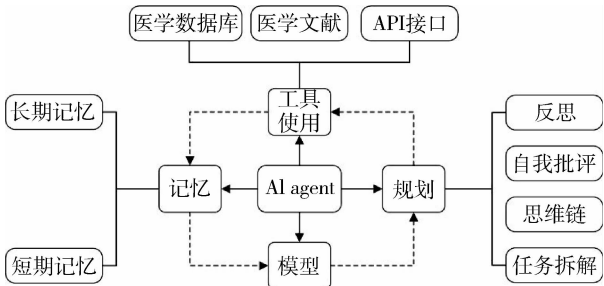 医学数据库
医学文献
API接口
长期记忆
工具
使用
反思
自我批评
记忆
AI agent
规划
思维链
短期记忆
模型
任务拆解